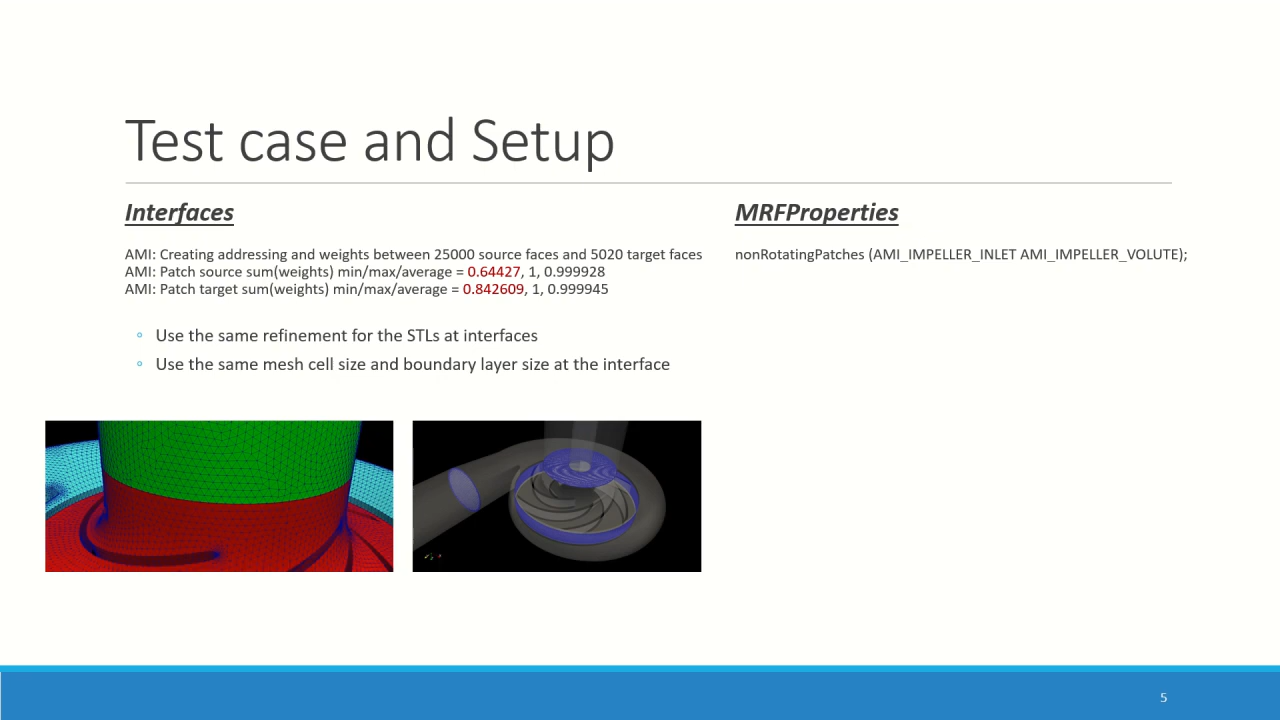 Test case and Setup
Interfaces
AMI: Creating addressing and weights between 25000 source faces and 5020 target faces
AMI: Patch source sum(weights) min/max/average = 0.64427, 1, 0.999928
AMI: Patch target sum(weights) min/max/average = 0.842609, 1, 0.999945
Use the same refinement for the STLs at interfaces
Use the same mesh cell size and boundary layer size at the interface
MRFProperties
nonRotatingPatches (AMI_IMPELLER_INLET AMI_IMPELLER_VOLUTE);
5